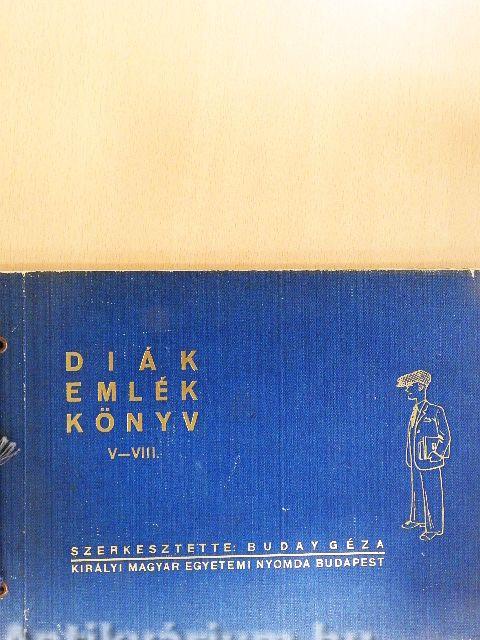 DIÁK
EMLÉK
KÖNYV
V—VIII.
SZERKESZTETTE: BUDAY GÉZA
KIRÁLYI MAGYAR EGYETEMI NYOMDA BUDAPEST